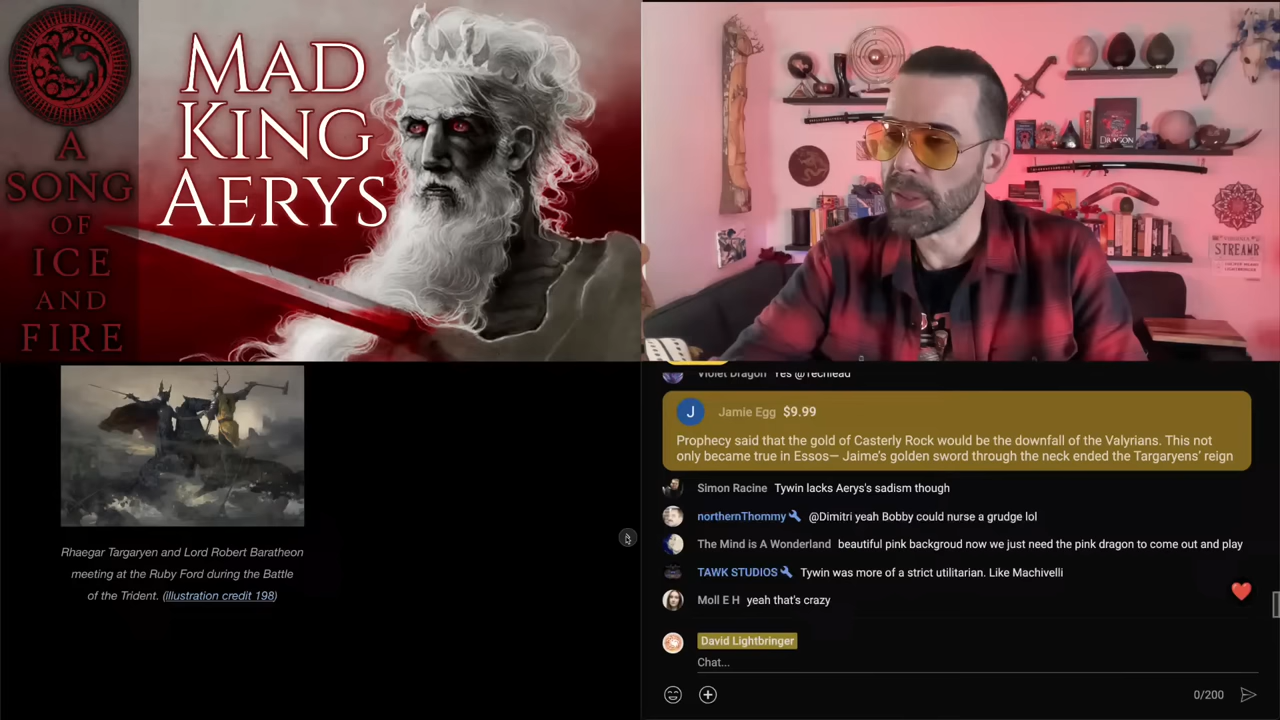 A
SONG
OF
ICE
AND
FIRE
MAD
KING
AERYS
DRAGON
STREAMR
Rhaegar Targaryen and Lord Robert Baratheon
meeting at the Ruby Ford during the Battle
of the Trident. (illustration credit 198)
Violet Dragon Yes @Techlead
J Jamie Egg $9.99
Prophecy said that the gold of Casterly Rock would be the downfall of the Valyrians. This not
only became true in Essos— Jaime's golden sword through the neck ended the Targaryens' reign
Simon Racine Tywin lacks Aerys's sadism though
northernThommy @Dimitri yeah Bobby could nurse a grudge lol
The Mind is A Wonderland beautiful pink backgroud now we just need the pink dragon to come out and play
TAWK STUDIOS Tywin was more of a strict utilitarian. Like Machivelli
Moll E H yeah that's crazy
David Lightbringer
Chat...
0/200